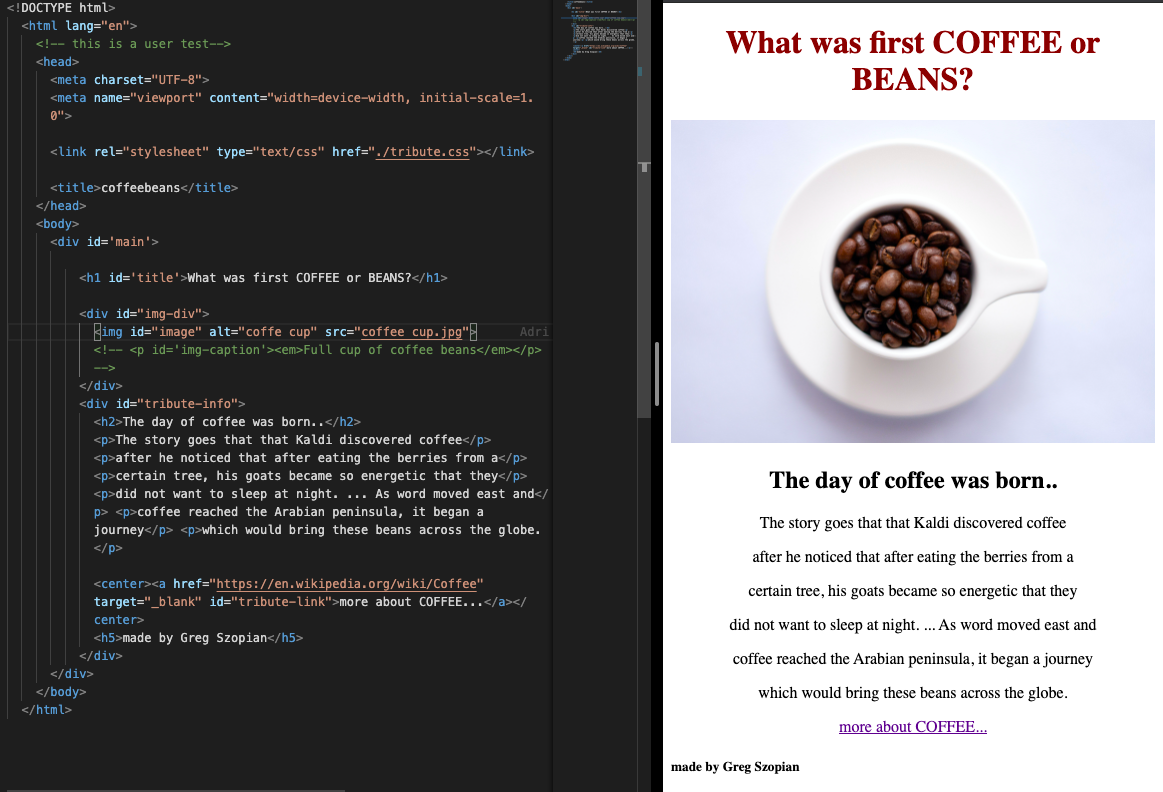 <!DOCTYPE html>
<html lang="en">
<!-- this is a user test-->
<head>
<meta charset="UTF-8">
<meta name="viewport" content="width=device-width, initial-scale=1.
0">
<link rel="stylesheet" type="text/css" href="./tribute.css"></link>
<title>coffeebeans</title>
</head>
<body>
<div id='main'>
<h1 id='title'>What was first COFFEE or BEANS?</h1>
<div id="img-div">
<img id="image" alt="coffe cup" src="coffee cup.jpg">
Adri
<!-- <p id='img-caption'><em>Full cup of coffee beans</em></p>
-->
</div>
<div id="tribute-info">
<h2>The day of coffee was born..</h2>
<p>The story goes that that Kaldi discovered coffee</p>
<p>after he noticed that after eating the berries from a</p>
<p>certain tree, his goats became so energetic that they</p>
<p>did not want to sleep at night. ... As word moved east and</
p> <p>coffee reached the Arabian peninsula, it began a
journey</p> <p>which would bring these beans across the globe.
</p>
<center><a href="https://en.wikipedia.org/wiki/Coffee"
target="_blank" id="tribute-link">more about COFFEE...</a></
center>
<h5>made by Greg Szopian</h5>
</div>
</div>
</body>
</html>
What was first COFFEE or
BEANS?
The day of coffee was born..
The story goes that that Kaldi discovered coffee
after he noticed that after eating the berries from a
certain tree, his goats became so energetic that they
did not want to sleep at night. ... As word moved east and
coffee reached the Arabian peninsula, it began a journey
which would bring these beans across the globe.
more about COFFEE...
made by Greg Szopian